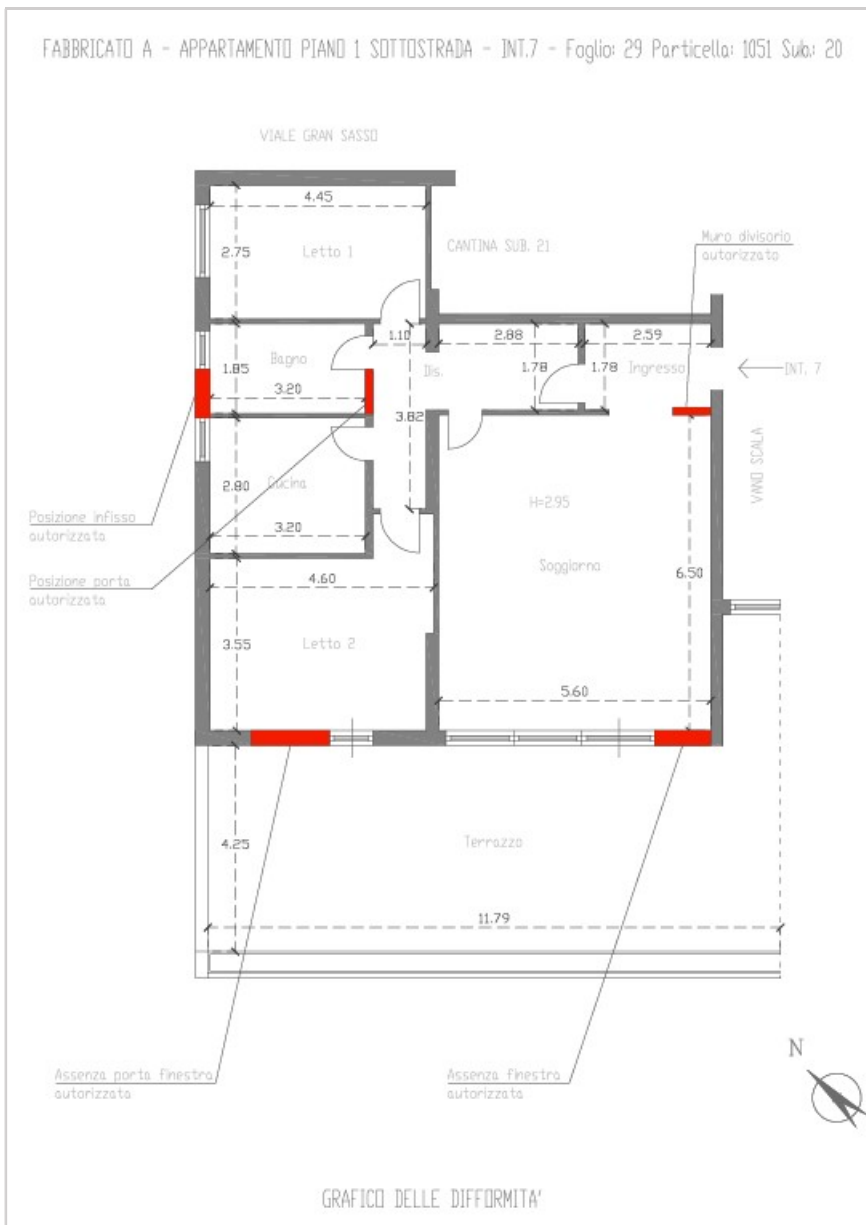 FABBRICATO A - APPARTAMENTO PIANO 1 SOTTOSTRADA - INT.7 - Foglio: 29 Particella: 1051 Sub.: 20
VIALE GRAN SASSO
4.45
2.75
Letto 1
CANTINA SUB. 21
Muro divisorio
autorizzato
1.10
2.88
2.59
Bagno
1.85
3.20
Dis.
1.78
1.78
Ingresso
INT. 7
3.82
2.80
Cucina
3.20
VANO SCALA
H=2.95
Posizione infisso
autorizzata
Soggiorno
6.50
Posizione porta
autorizzata
4.60
3.55
Letto 2
5.60
4.25
Terrazzo
11.79
Assenza porta finestra
autorizzata
Assenza finestra
autorizzata
N
GRAFICO DELLE DIFFORMITA'